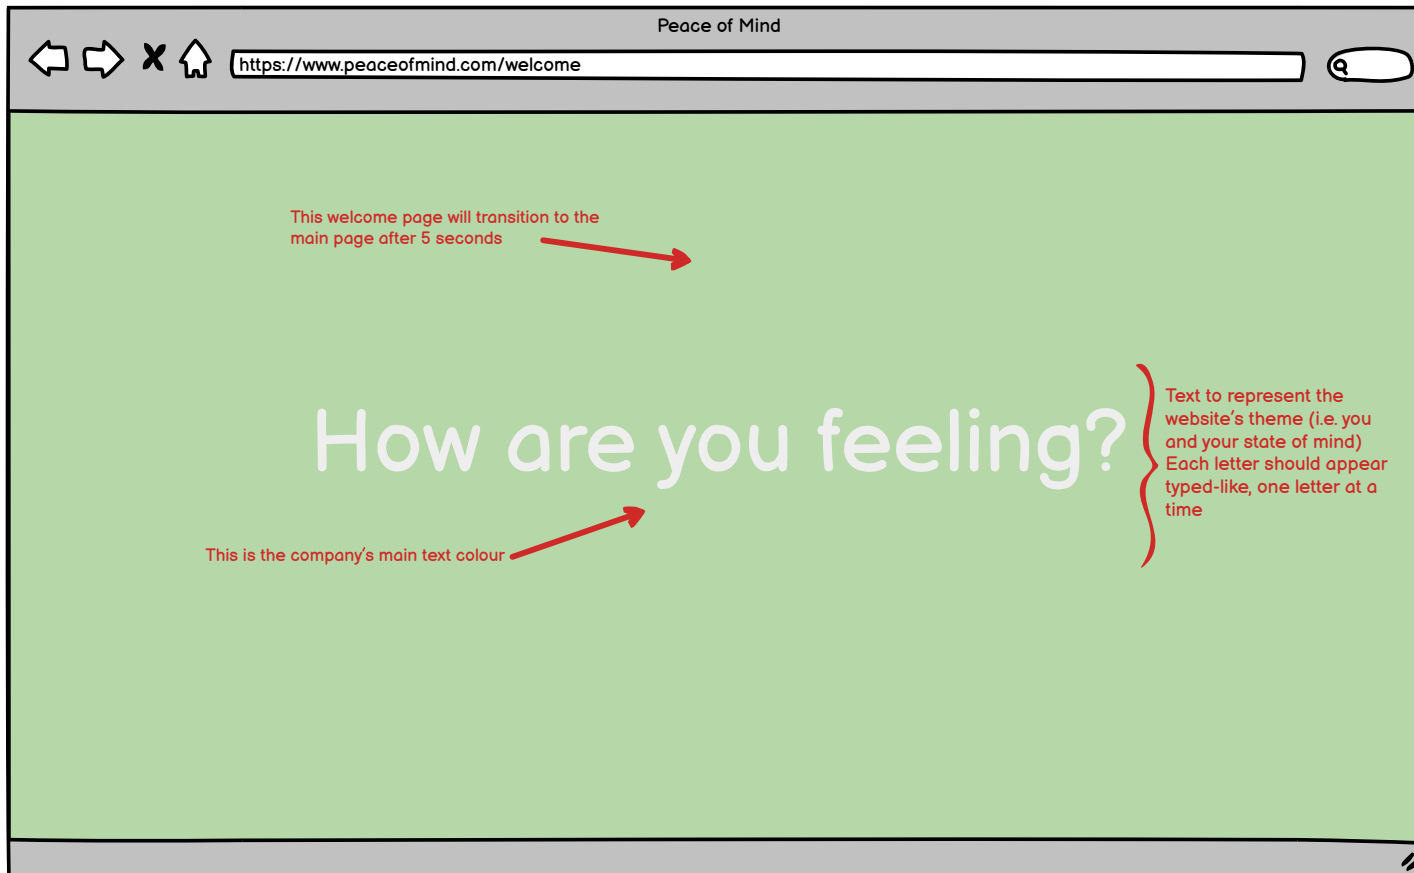 Peace of Mind
https://www.peaceofmind.com/welcome
This welcome page will transition to the
main page after 5 seconds
How are you feeling?
Text to represent the
website's theme (i.e. you
and your state of mind)
Each letter should appear
typed-like, one letter at a
time
This is the company's main text colour